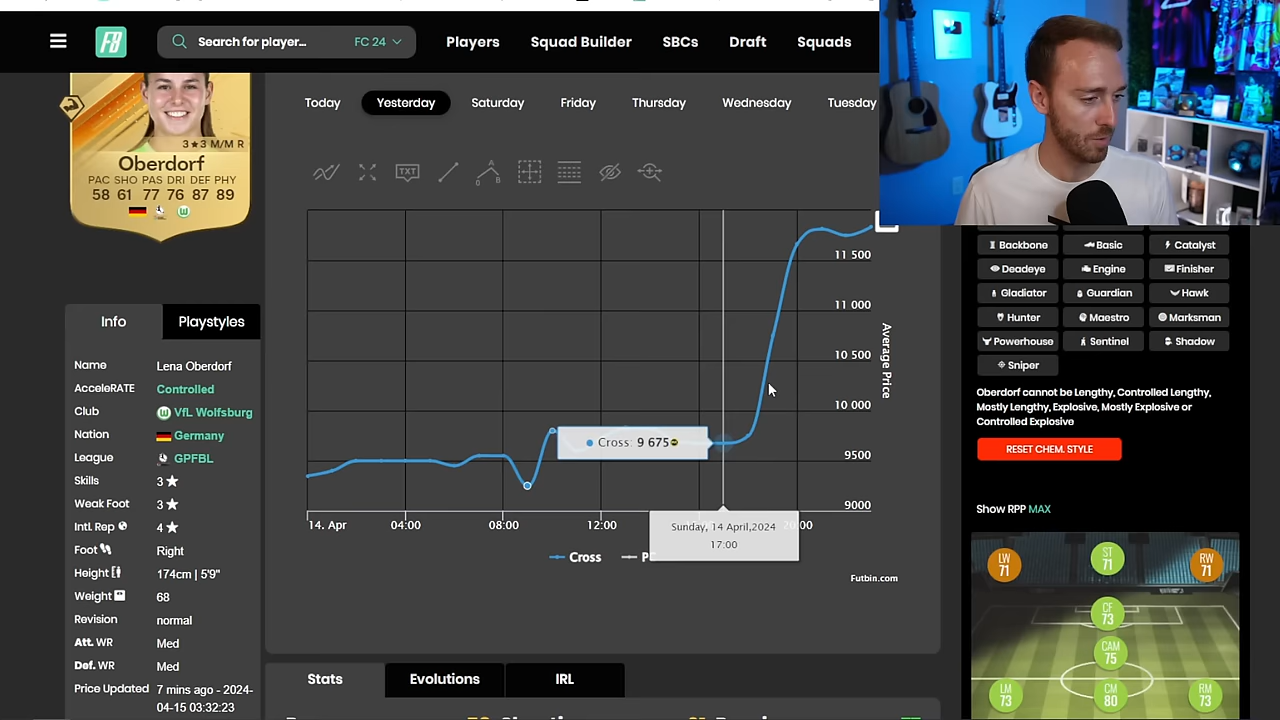 FB
Search for player...
FC 24
Players
Squad Builder
SBCs
Draft
Squads
3★3 M/M R
Oberdorf
PAC SHO PAS DRI DEF PHY
58 61 77 76 87 89
Today
Yesterday
Saturday
Friday
Thursday
Wednesday
Tuesday
TXT
11 500
11 000
10 500
10 000
9500
9000
Average Price
Cross: 9 675
14. Apr
04:00
08:00
12:00
20:00
Sunday, 14 April,2024
17:00
Cross
Futbin.com
Info
Playstyles
Name
Lena Oberdorf
AcceleRATE
Controlled
Club
VfL Wolfsburg
Nation
Germany
League
GPFBL
Skills
3★
Weak Foot
3★
Intl. Rep
4★
Foot
Right
Height
174cm | 5'9"
Weight
68
Revision
normal
Att. WR
Med
Def. WR
Med
Price Updated
7 mins ago - 2024-
04-15 03:32:23
Stats
Evolutions
IRL
Backbone
Basic
Catalyst
Deadeye
Engine
Finisher
Gladiator
Guardian
Hawk
Hunter
Maestro
Marksman
Powerhouse
Sentinel
Shadow
Sniper
Oberdorf cannot be Lengthy, Controlled Lengthy,
Mostly Lengthy, Explosive, Mostly Explosive or
Controlled Explosive
RESET CHEM. STYLE
Show RPP MAX
LW
71
ST
71
RW
71
CF
73
CAM
75
LM
73
CM
80
RM
73